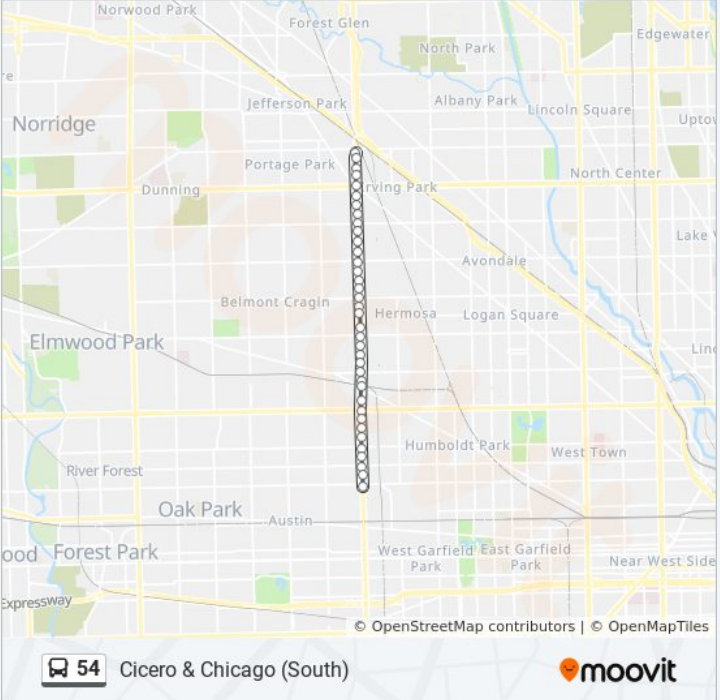 Norwood Park
Forest Glen
Edgewater
North Park
re
Jefferson Park
Albany Park
Lincoln Square
Norridge
Uptow
Portage Park
North Center
Dunning
Irving Park
Lake V
Avondale
Belmont Cragin
Hermosa
Logan Square
Elmwood Park
Linc
Humboldt Park
West Town
River Forest
Oak Park
Austin
ood
Forest Park
West Garfield
Park
East Garfield
Park
Near West Side
Expressway
© OpenStreetMap contributors | © OpenMapTiles
54 Cicero & Chicago (South)
moovit